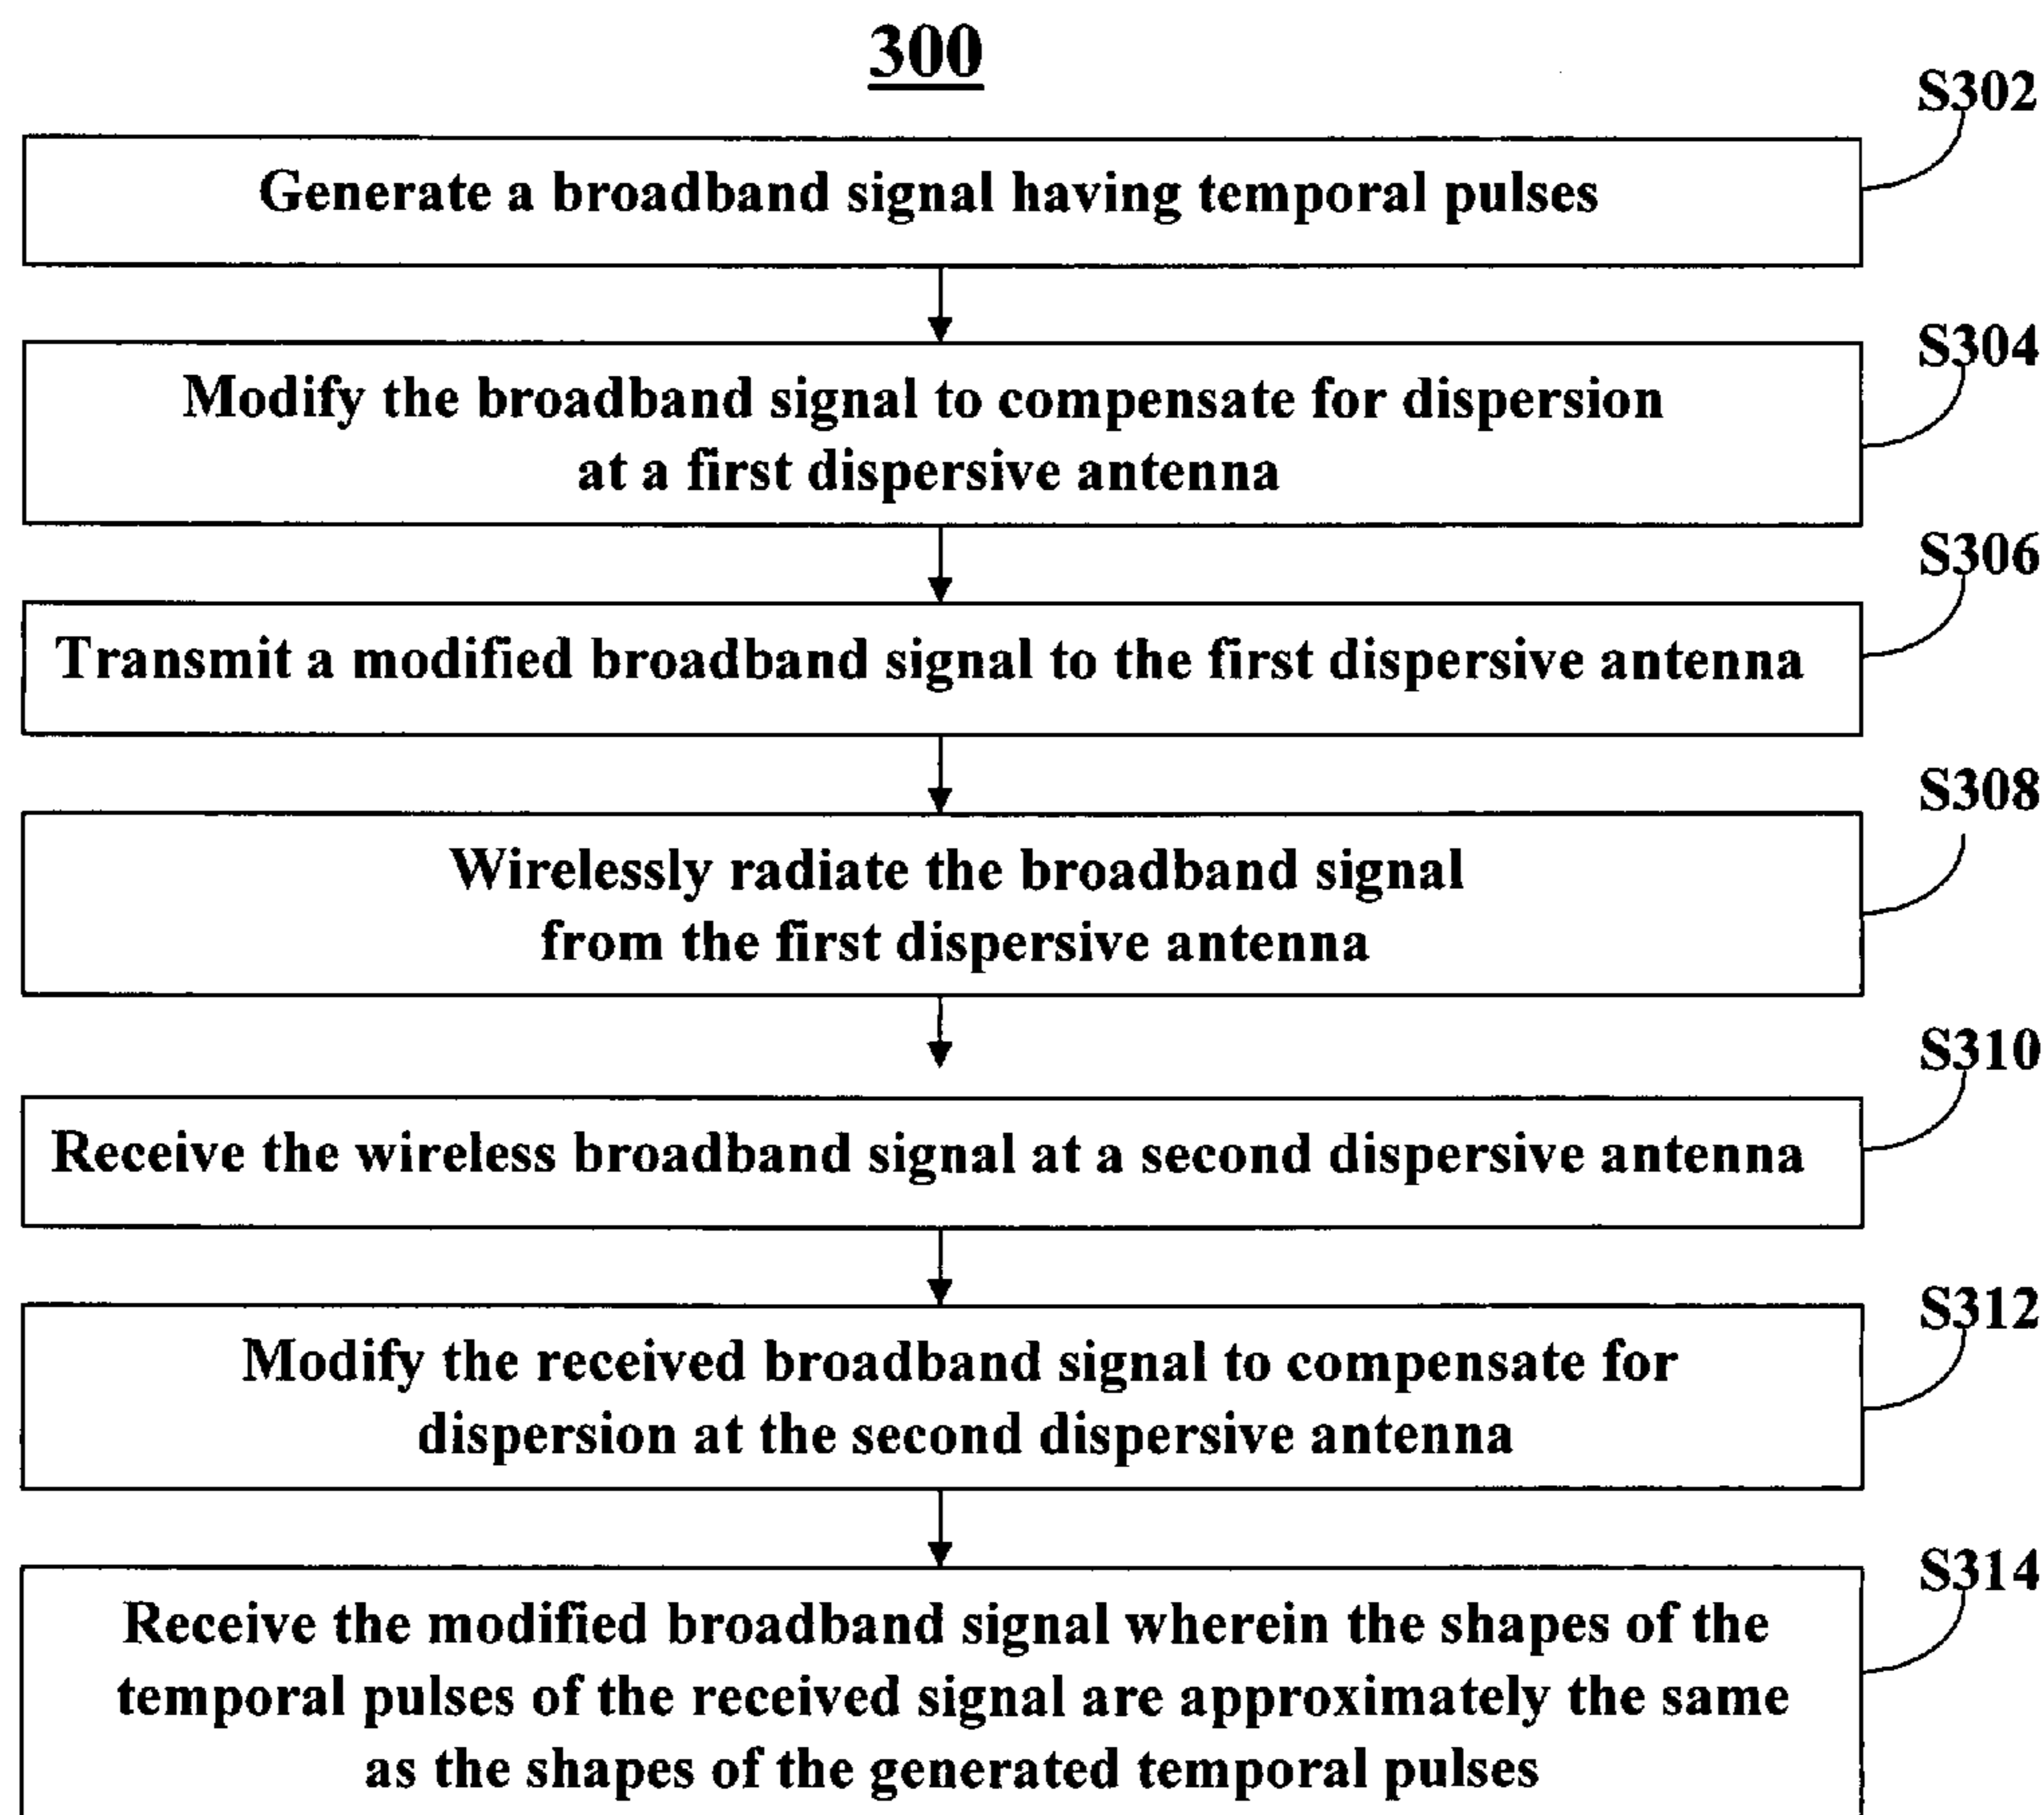 300
S302
Generate a broadband signal having temporal pulses
S304
Modify the broadband signal to compensate for dispersion
at a first dispersive antenna
S306
Transmit a modified broadband signal to the first dispersive antenna
S308
Wirelessly radiate the broadband signal
from the first dispersive antenna
S310
Receive the wireless broadband signal at a second dispersive antenna
S312
Modify the received broadband signal to compensate for
dispersion at the second dispersive antenna
S314
Receive the modified broadband signal wherein the shapes of the
temporal pulses of the received signal are approximately the same
as the shapes of the generated temporal pulses